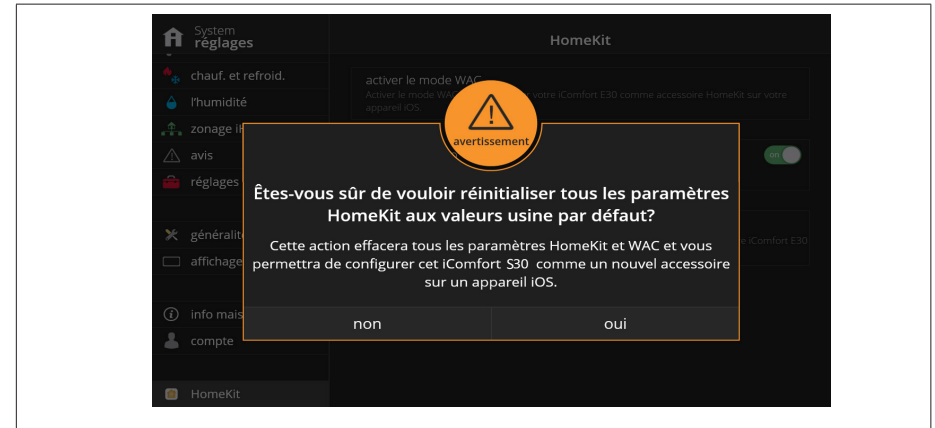 System
réglages
HomeKit
chauf. et refroid.
l'humidité
zonage iH
avis
réglages
généralité
affichage
info mais
compte
HomeKit
activer le mode WAC
Activer le mode WAC votre iComfort E30 comme accessoire HomeKit sur votre
appareil iOS.
on
e iComfort E30
avertissement
Êtes-vous sûr de vouloir réinitialiser tous les paramètres
HomeKit aux valeurs usine par défaut?
Cette action effacera tous les paramètres HomeKit et WAC et vous
permettra de configurer cet iComfort S30 comme un nouvel accessoire
sur un appareil iOS.
non
oui